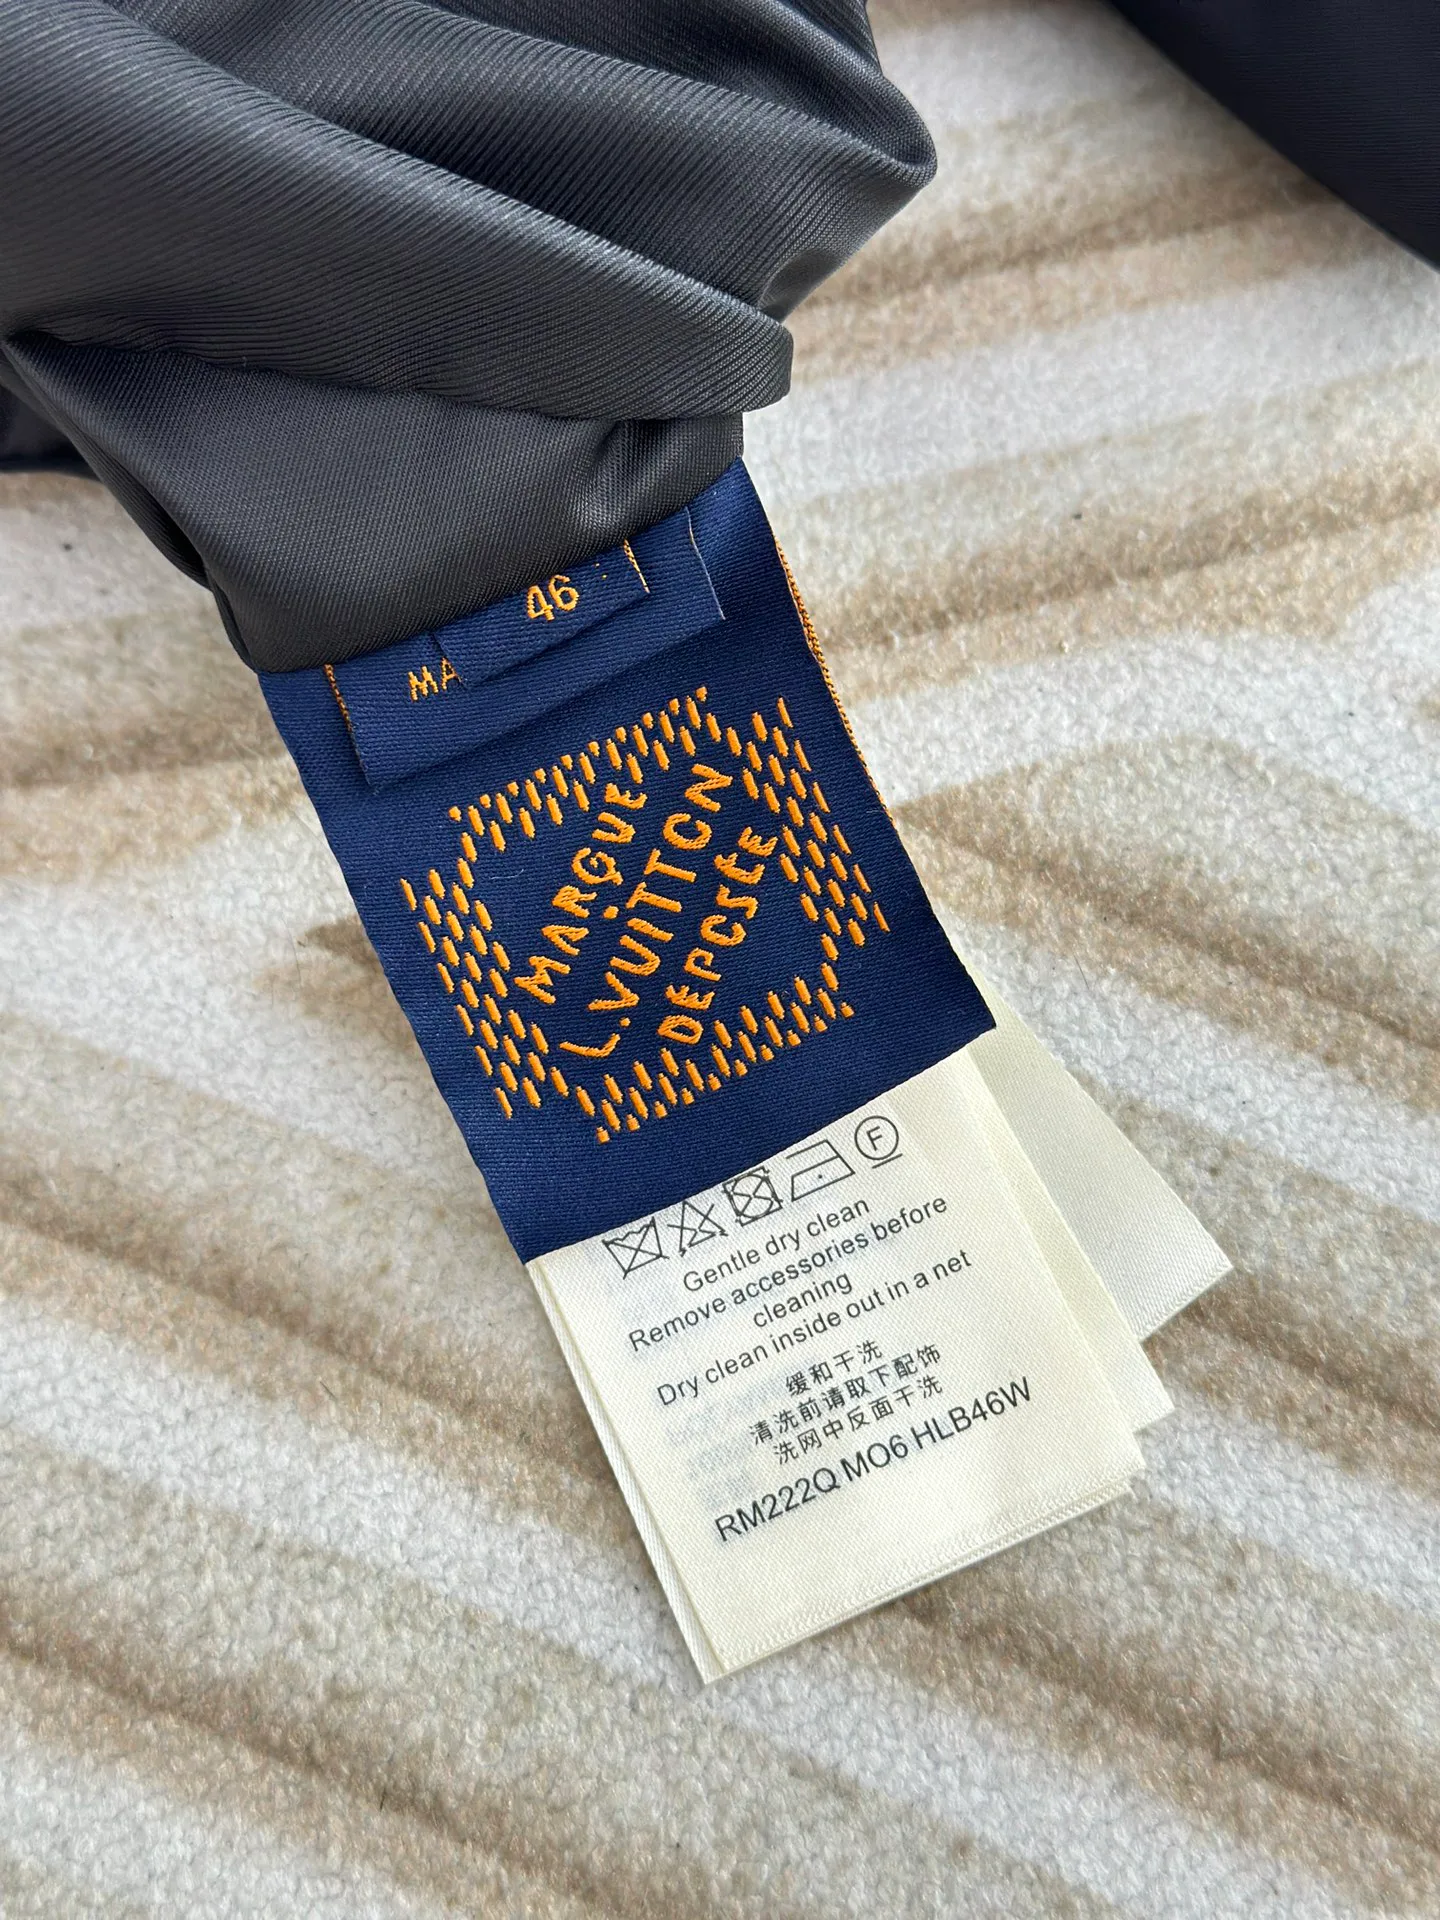 46
MA
MARQUE
L.VUITTON
DEPOSEE
F
Gentle dry clean
Remove accessories before
cleaning
Dry clean inside out in a net
缓和干洗
清洗前请取下配饰
洗网中反面干洗
RM222Q MO6 HLB46W